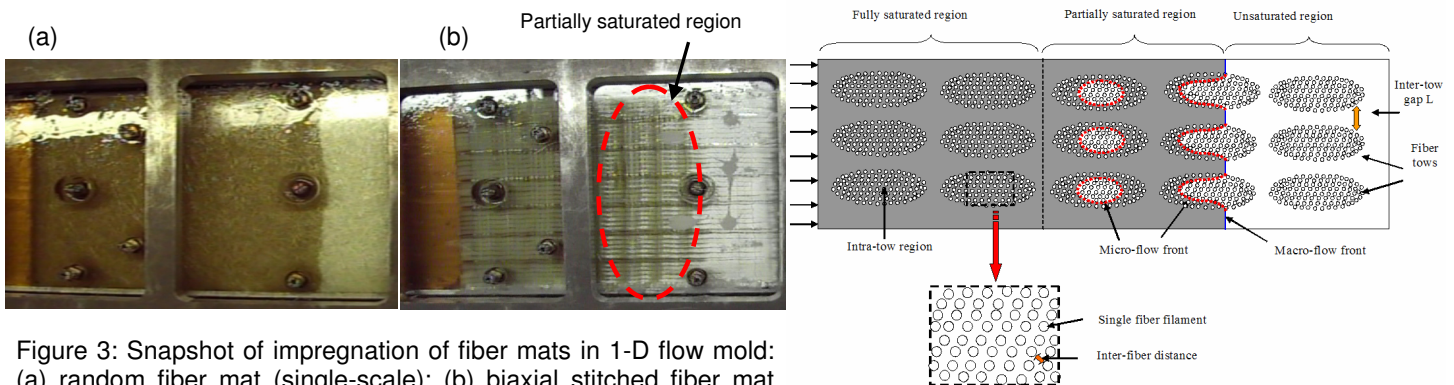 (a)
(b)
Partially saturated region
Figure 3: Snapshot of impregnation of fiber mats in 1-D flow mold:
(a) random fiber mat (single-scale); (b) biaxial stitched fiber mat
Fully saturated region
Partially saturated region
Unsaturated region
Inter-tow
gap L
Fiber
tows
Intra-tow region
Micro-flow front
Macro-flow front
Single fiber filament
Inter-fiber distance